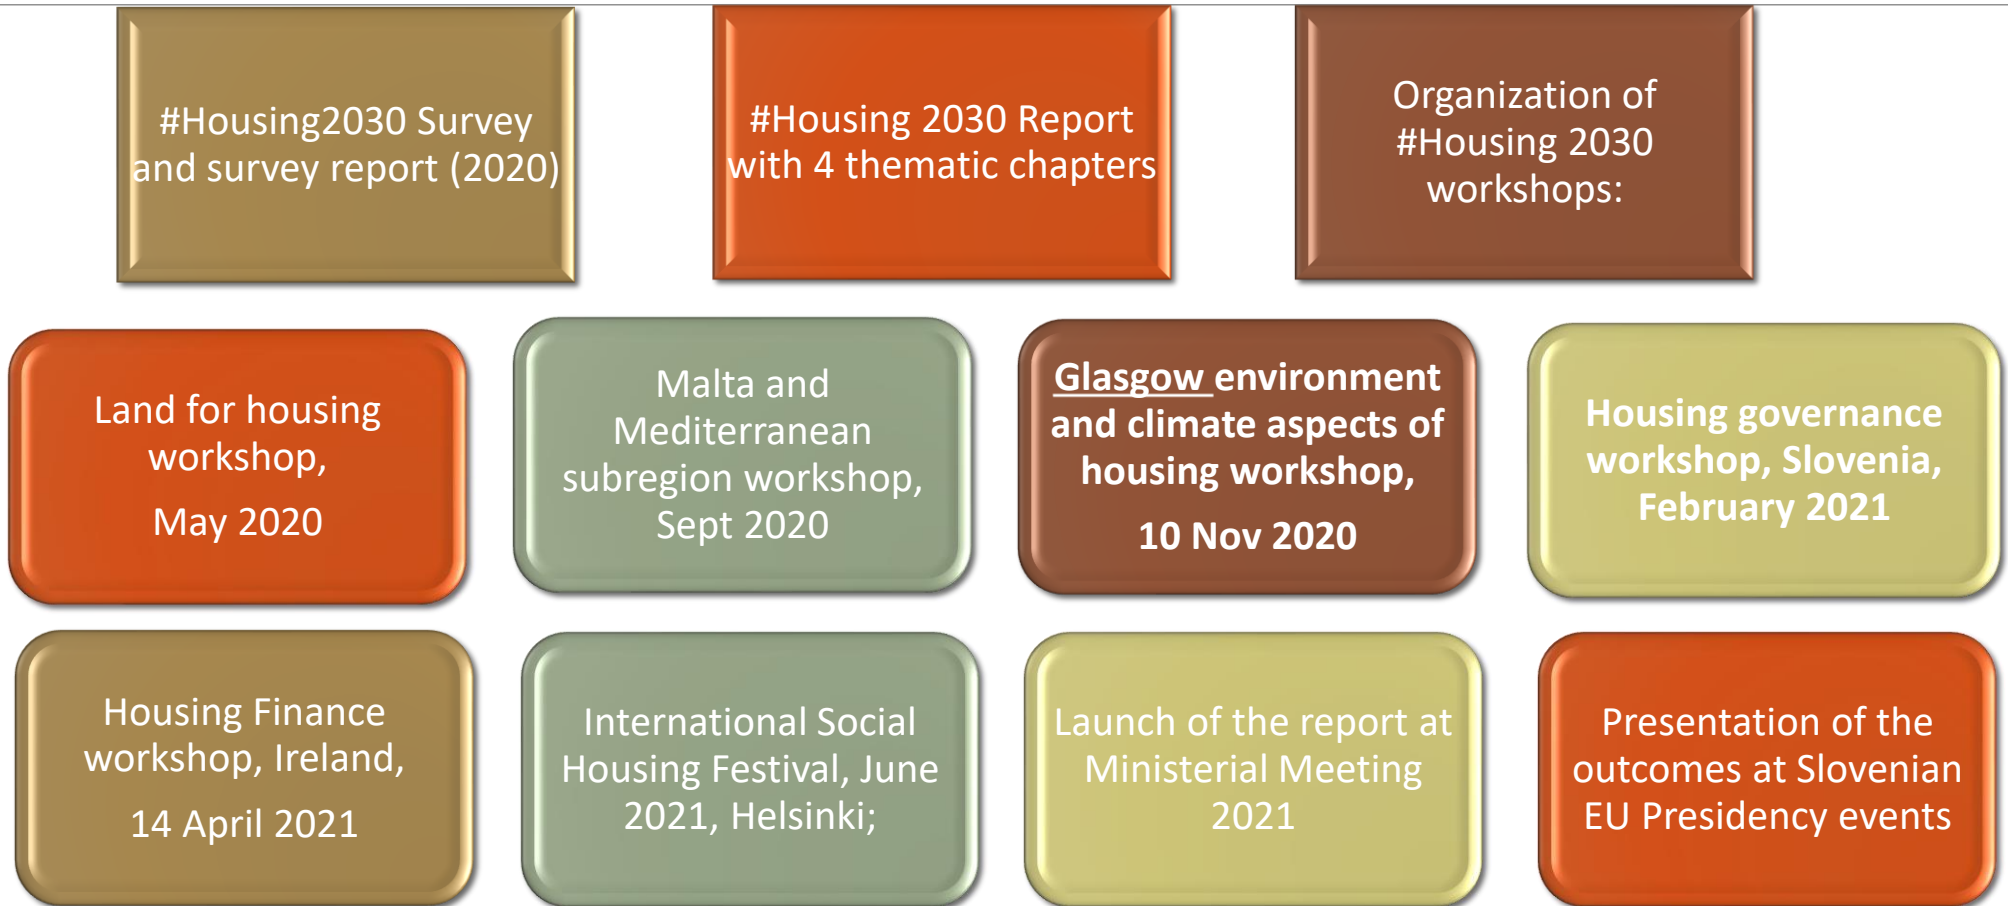 #Housing2030 Survey
and survey report (2020)
#Housing 2030 Report
with 4 thematic chapters
Organization of
#Housing 2030
workshops:
Land for housing
workshop,
May 2020
Malta and
Mediterranean
subregion workshop,
Sept 2020
Glasgow environment
and climate aspects of
housing workshop,
10 Nov 2020
Housing governance
workshop, Slovenia,
February 2021
Housing Finance
workshop, Ireland,
14 April 2021
International Social
Housing Festival, June
2021, Helsinki;
Launch of the report at
Ministerial Meeting
2021
Presentation of the
outcomes at Slovenian
EU Presidency events